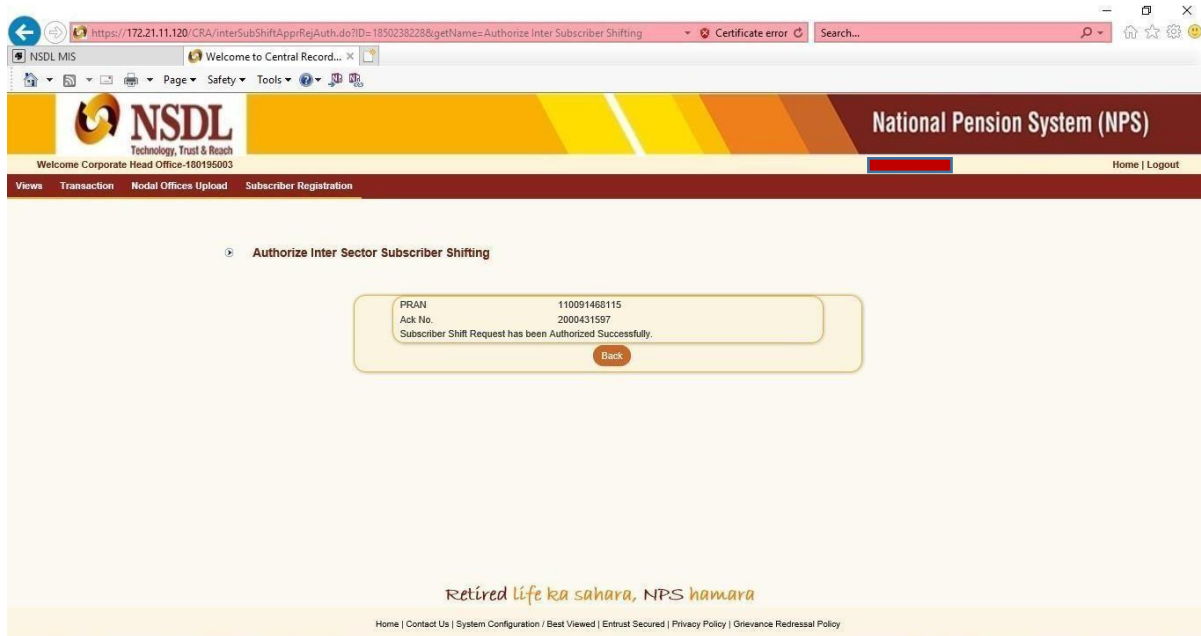 https://172.21.11.120/CRA/interSubShiftApprRejAuth.do?ID=1850238228&getName=Authorize Inter Subscriber Shifting
Certificate error
Search...
NSDL MIS
Welcome to Central Record...
Page Safety Tools
NSDL
Technology, Trust & Reach
National Pension System (NPS)
Welcome Corporate Head Office-180195003
Home | Logout
Views Transaction Nodal Offices Upload Subscriber Registration
Authorize Inter Sector Subscriber Shifting
PRAN 110091468115
Ack No. 2000431597
Subscriber Shift Request has been Authorized Successfully.
Back
Retired life ka sahara, NPS hamara
Home | Contact Us | System Configuration / Best Viewed | Entrust Secured | Privacy Policy | Grievance Redressal Policy